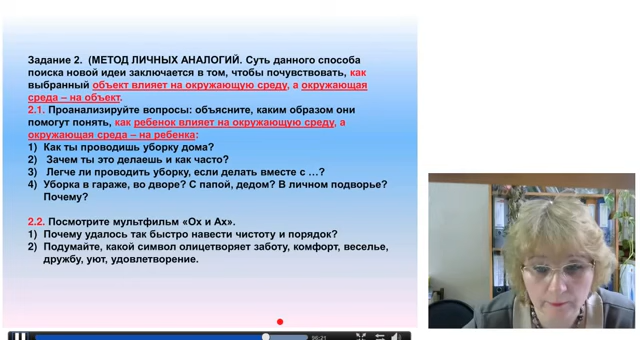 Задание 2.  (МЕТОД ЛИЧНЫХ АНАЛОГИЙ. Суть данного способа
поиска новой идеи заключается в том, чтобы почувствовать, как
выбранный объект влияет на окружающую среду, а окружающая
среда – на объект.
2.1. Проанализируйте вопросы: объясните, каким образом они
помогут понять, как ребенок влияет на окружающую среду, а
окружающая среда – на ребенка:
1)  Как ты проводишь уборку дома?
2)   Зачем ты это делаешь и как часто?
3)   Легче ли проводить уборку, если делать вместе с …?
4)  Уборка в гараже, во дворе? С папой, дедом? В личном подворье?
Почему?
2.2. Посмотрите мультфильм «Ох и Ах».
1)  Почему удалось так быстро навести чистоту и порядок?
2)  Подумайте, какой символ олицетворяет заботу, комфорт, веселье,
дружбу, уют, удовлетворение.